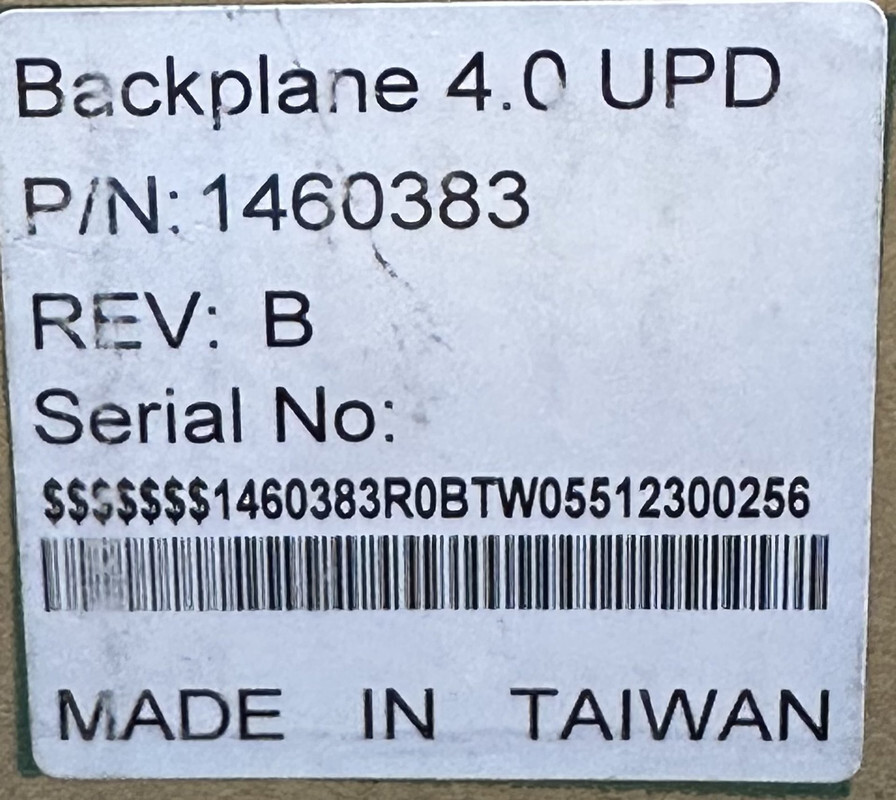 Backplane 4.0 UPD
P/N: 1460383
REV: B
Serial No:
$$$$$$$1460383R0BTW05512300256
MADE IN TAIWAN